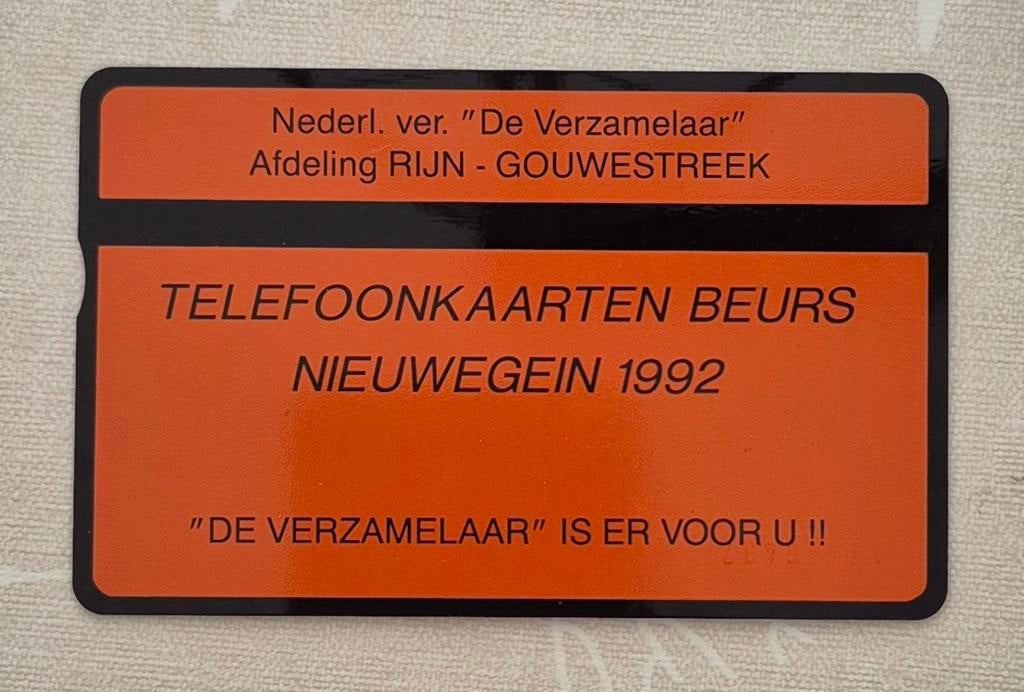 Nederl. ver. "De Verzamelaar"
Afdeling RIJN - GOUWESTREEK
TELEFOONKAARTEN BEURS
NIEUWEGEIN 1992
"DE VERZAMELAAR" IS ER VOOR U !!